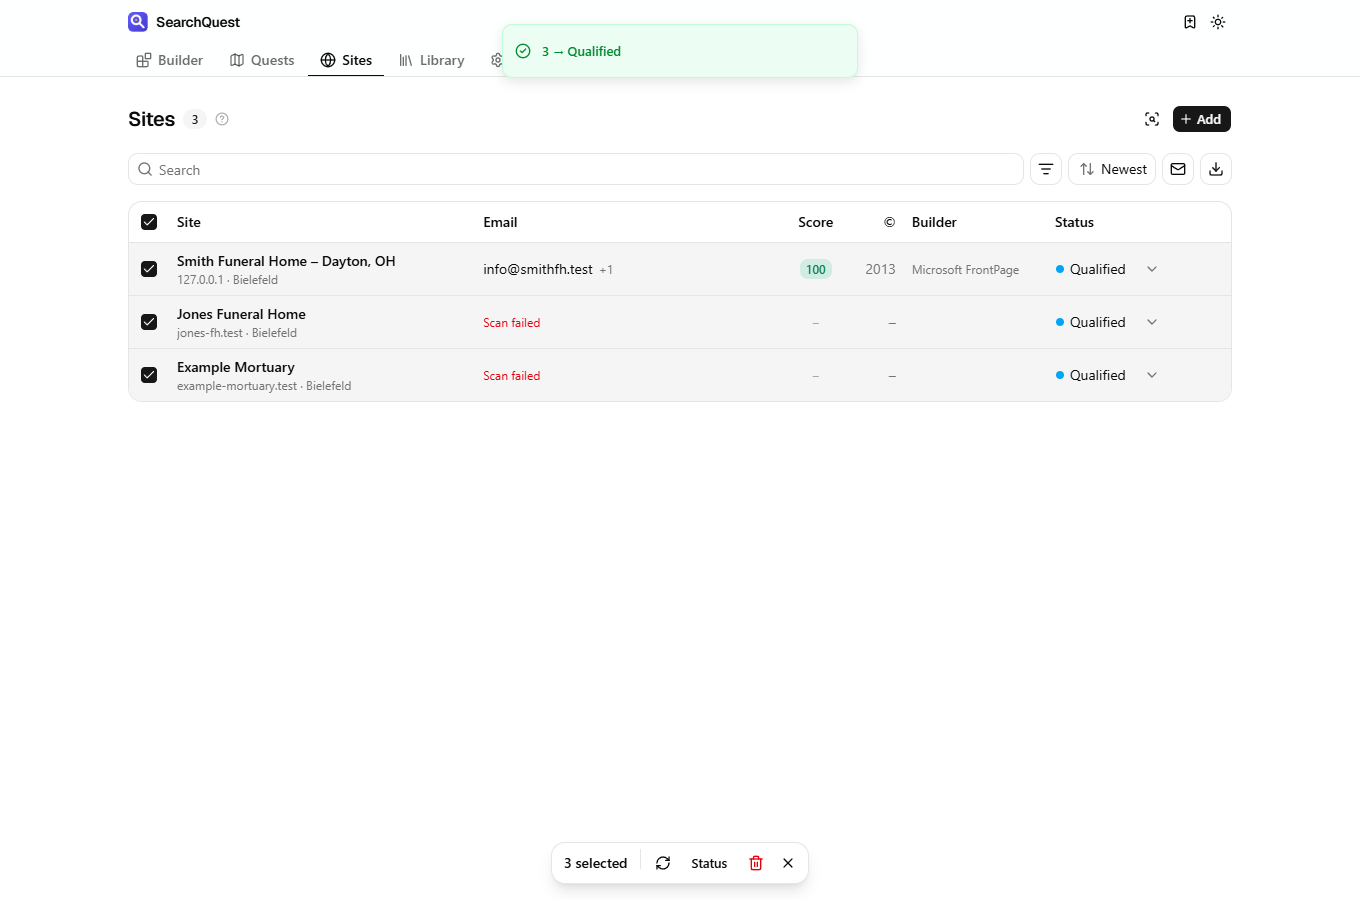 SearchQuest
3 → Qualified
Builder Quests Sites Library
Sites 3
Add
Search
Newest
Site Email Score © Builder Status
Smith Funeral Home – Dayton, OH
127.0.0.1 · Bielefeld
info@smithfh.test +1
100
2013
Microsoft FrontPage
Qualified
Jones Funeral Home
jones-fh.test · Bielefeld
Scan failed
–
–
Qualified
Example Mortuary
example-mortuary.test · Bielefeld
Scan failed
–
–
Qualified
3 selected
Status